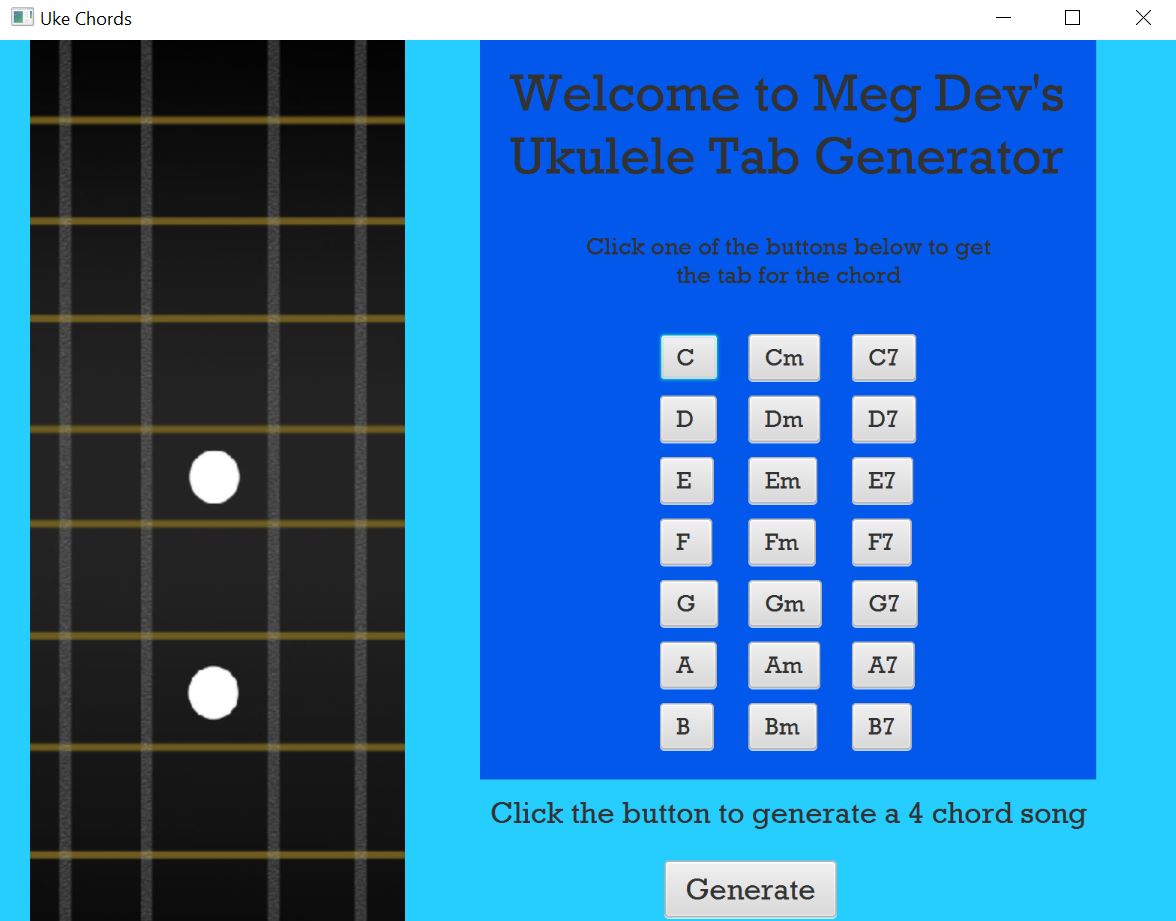 Uke Chords
Welcome to Meg Dev's
Ukulele Tab Generator
Click one of the buttons below to get
the tab for the chord
C Cm C7
D Dm D7
E Em E7
F Fm F7
G Gm G7
A Am A7
B Bm B7
Click the button to generate a 4 chord song
Generate